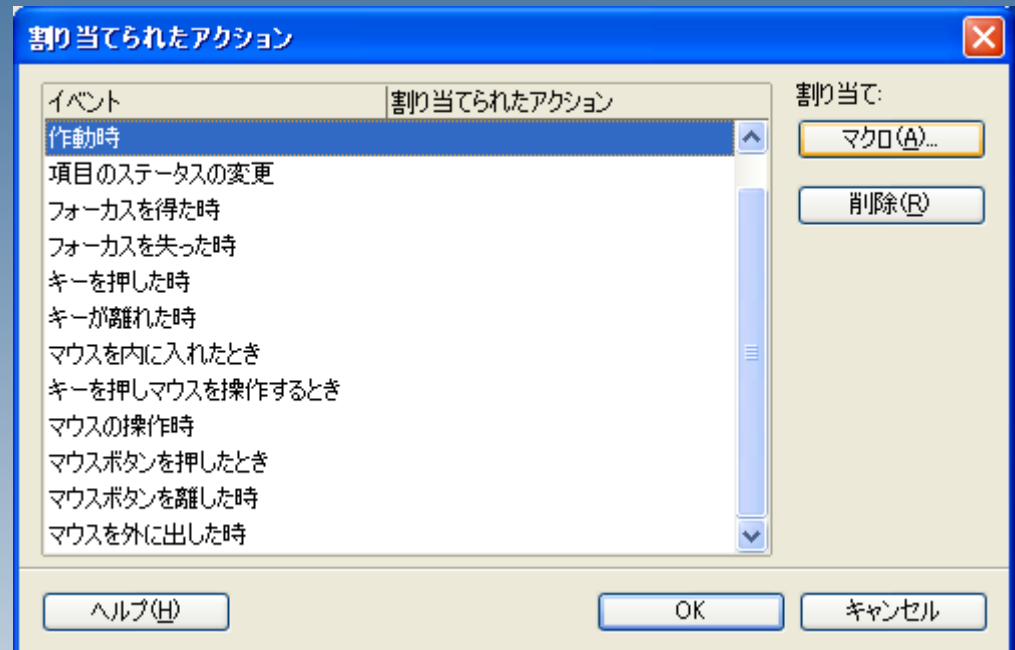 割り当てられたアクション
イベント 割り当てられたアクション
作動時
項目のステータスの変更
フォーカスを得た時
フォーカスを失った時
キーを押した時
キーが離れた時
マウスを内に入れたとき
キーを押しマウスを操作するとき
マウスの操作時
マウスボタンを押したとき
マウスボタンを離した時
マウスを外に出した時
割り当て:
マクロ(A)...
削除(R)
ヘルプ(H) OK キャンセル